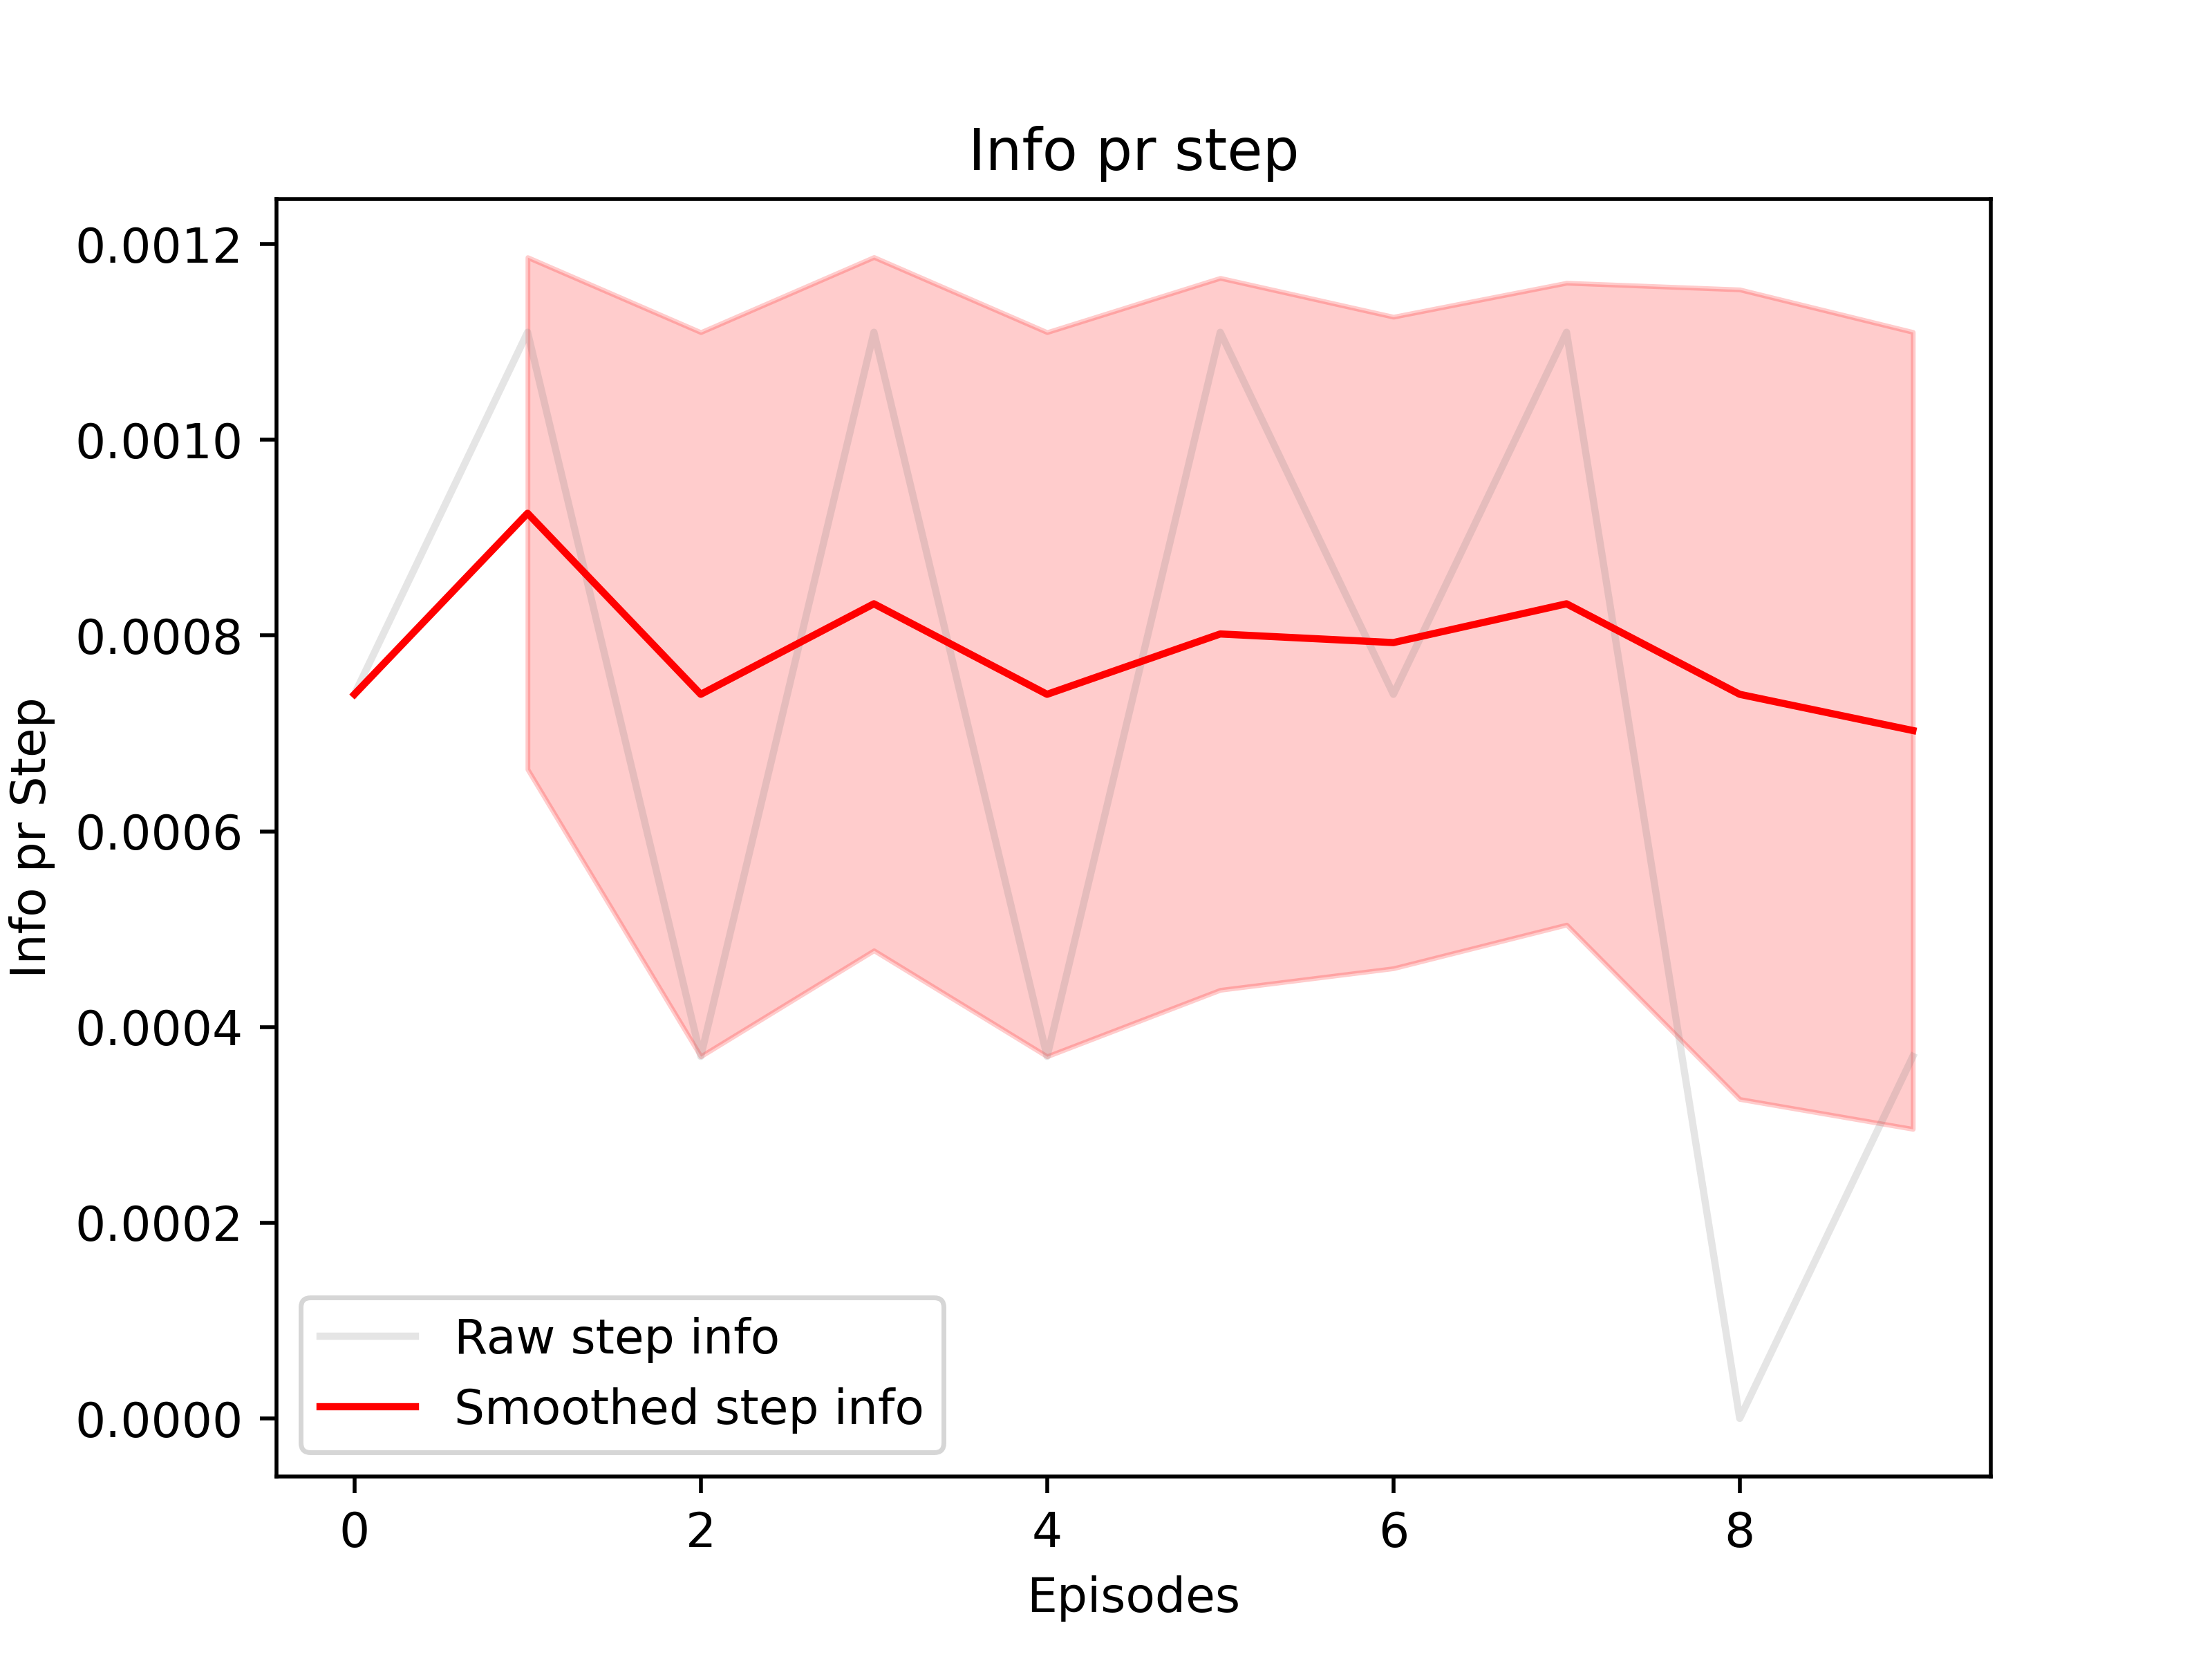 Info pr step
0.0012
0.0010
0.0008
0.0006
0.0004
0.0002
0.0000
Info pr Step
Raw step info
Smoothed step info
0 2 4 6 8
Episodes